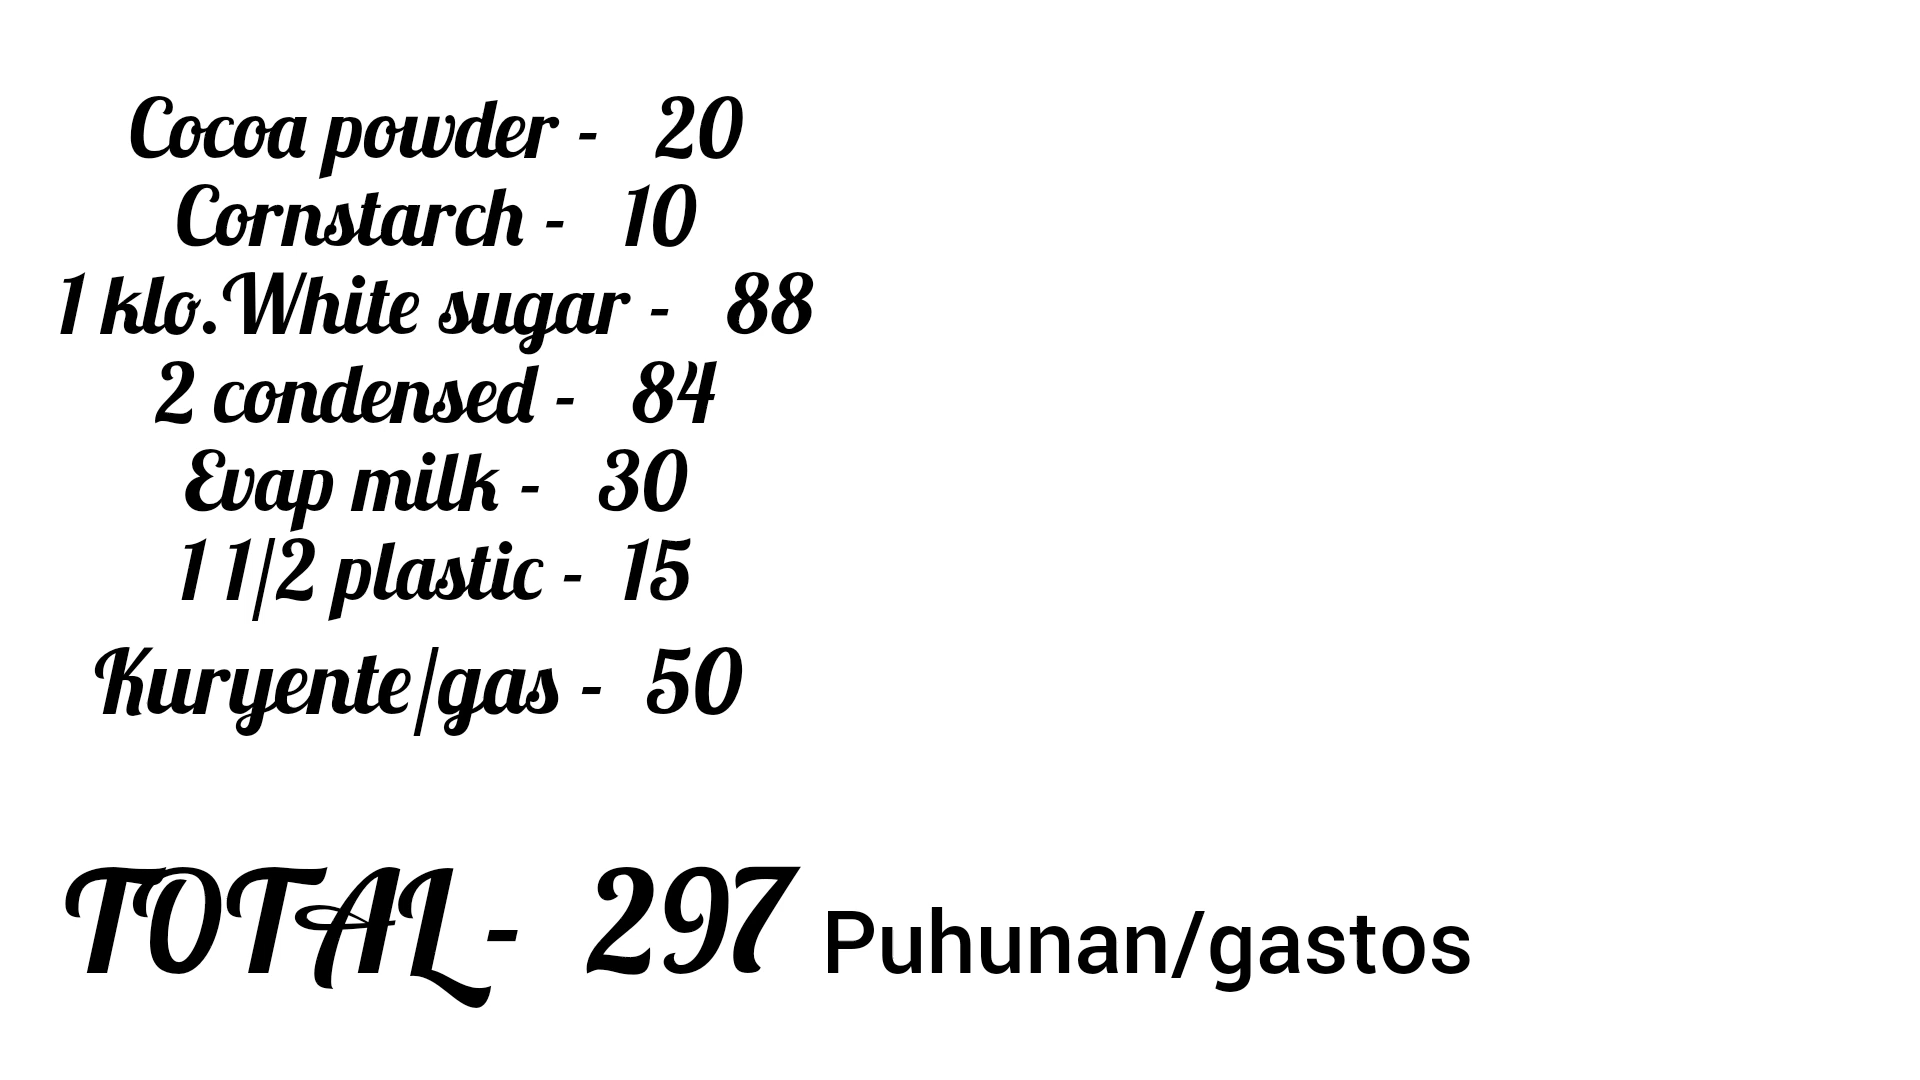 Cocoa powder - 20
Cornstarch - 10
1 klo.White sugar - 88
2 condensed - 84
Evap milk - 30
1 1/2 plastic - 15
Kuryente/gas - 50
TOTAL - 297 Puhunan/gastos